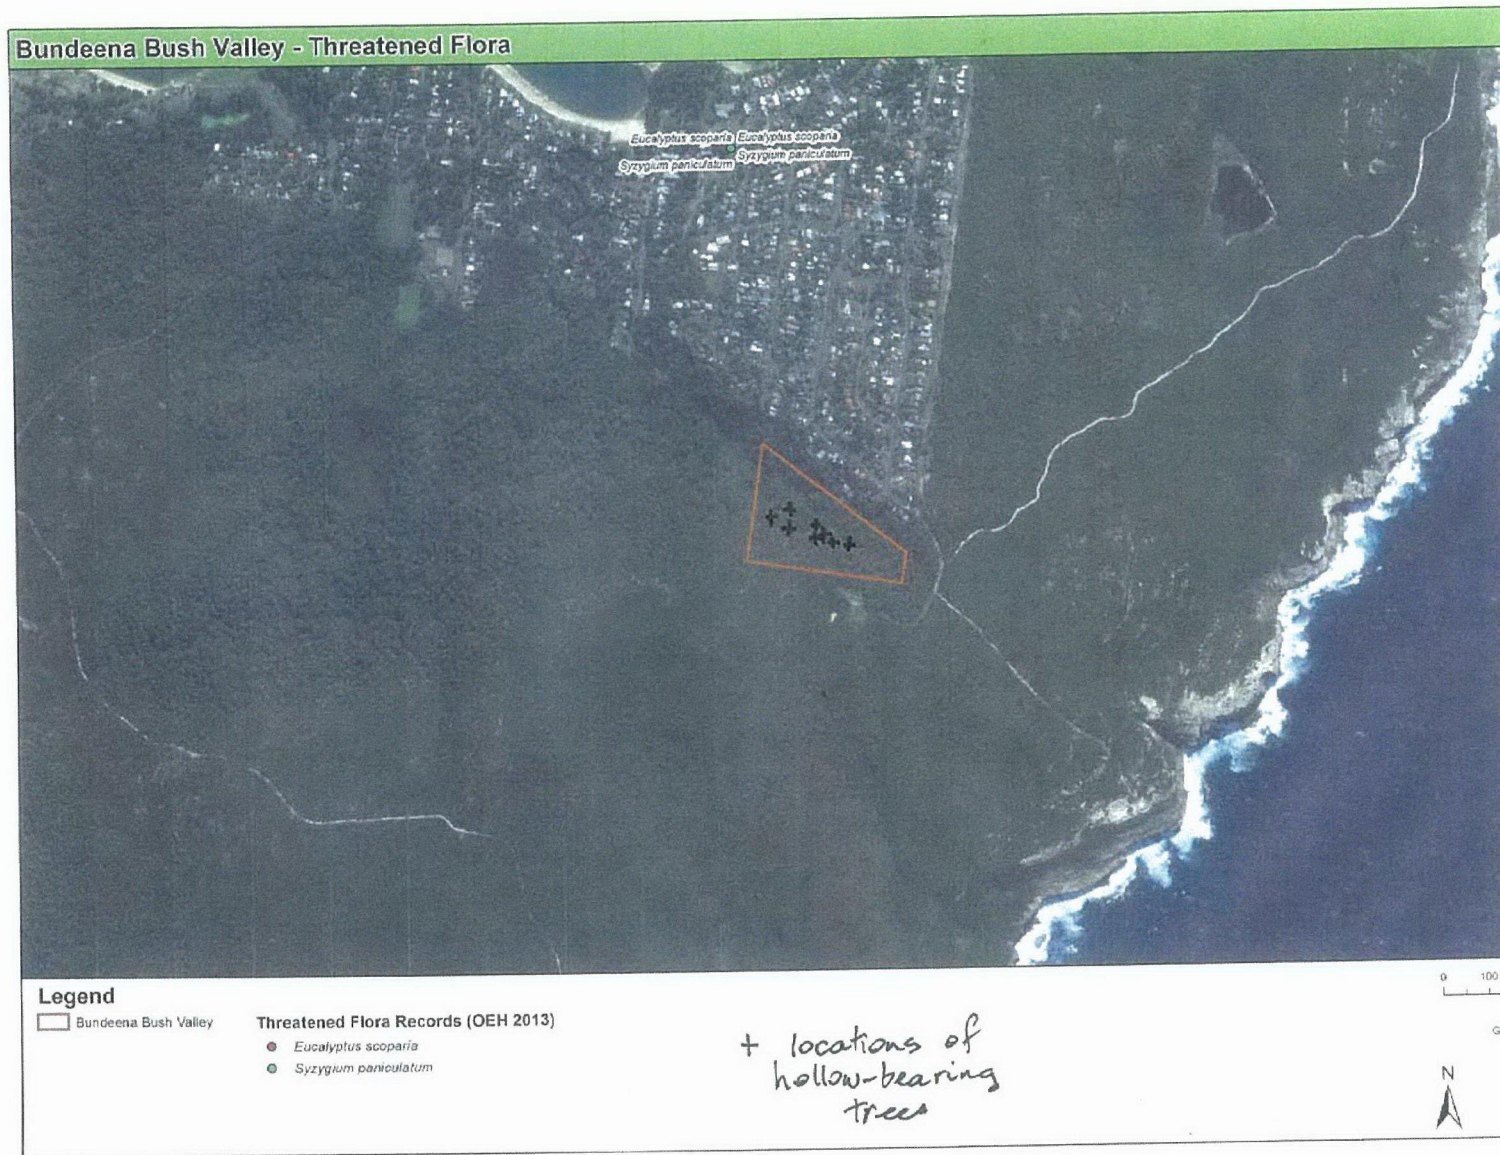 Bundeena Bush Valley - Threatened Flora
Eucalyptus scoparia Eucalyptus scoparia
Syzygium paniculatum Syzygium paniculatum
Legend
Bundeena Bush Valley
Threatened Flora Records (OEH 2013)
Eucalyptus scoparia
Syzygium paniculatum
+ locations of
hollow-bearing
trees
0 100
G
N